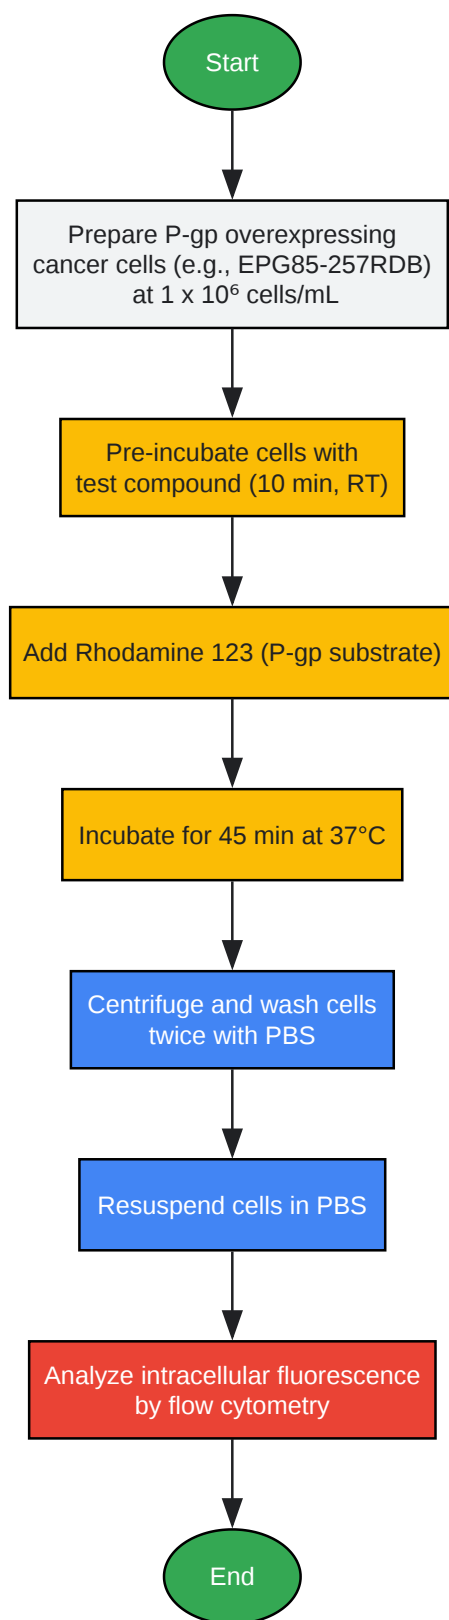 Start
Prepare P-gp overexpressing
cancer cells (e.g., EPG85-257RDB)
at 1 x 10⁶ cells/mL
Pre-incubate cells with
test compound (10 min, RT)
Add Rhodamine 123 (P-gp substrate)
Incubate for 45 min at 37°C
Centrifuge and wash cells
twice with PBS
Resuspend cells in PBS
Analyze intracellular fluorescence
by flow cytometry
End